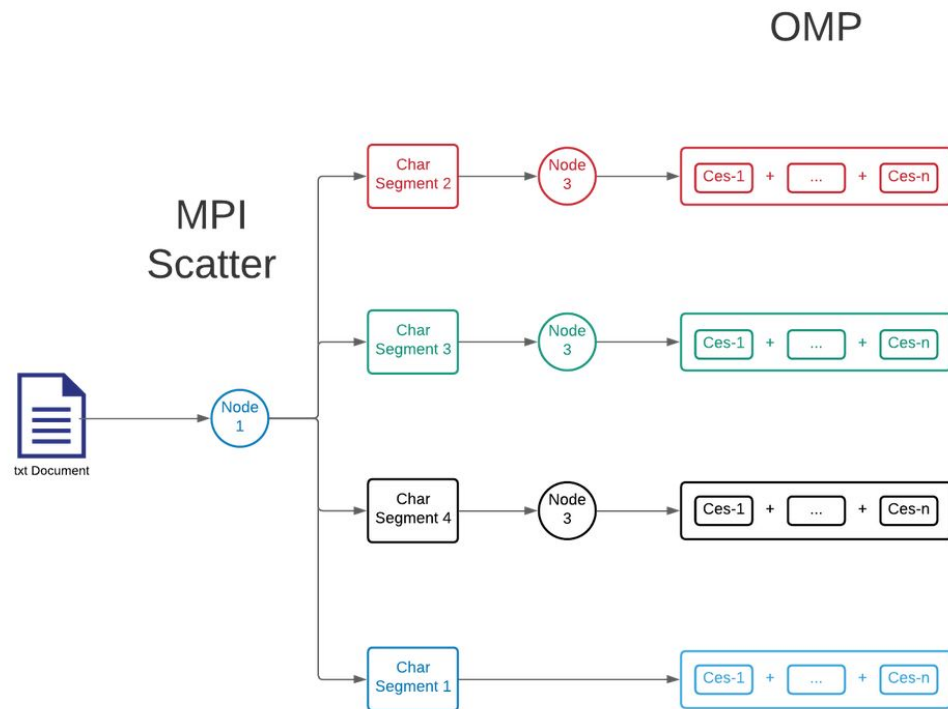 OMP
MPI
Scatter
Char
Segment 2
Node
3
Ces-1 + ... + Ces-n
Char
Segment 3
Node
3
Ces-1 + ... + Ces-n
Node
1
txt Document
Char
Segment 4
Node
3
Ces-1 + ... + Ces-n
Char
Segment 1
Ces-1 + ... + Ces-n